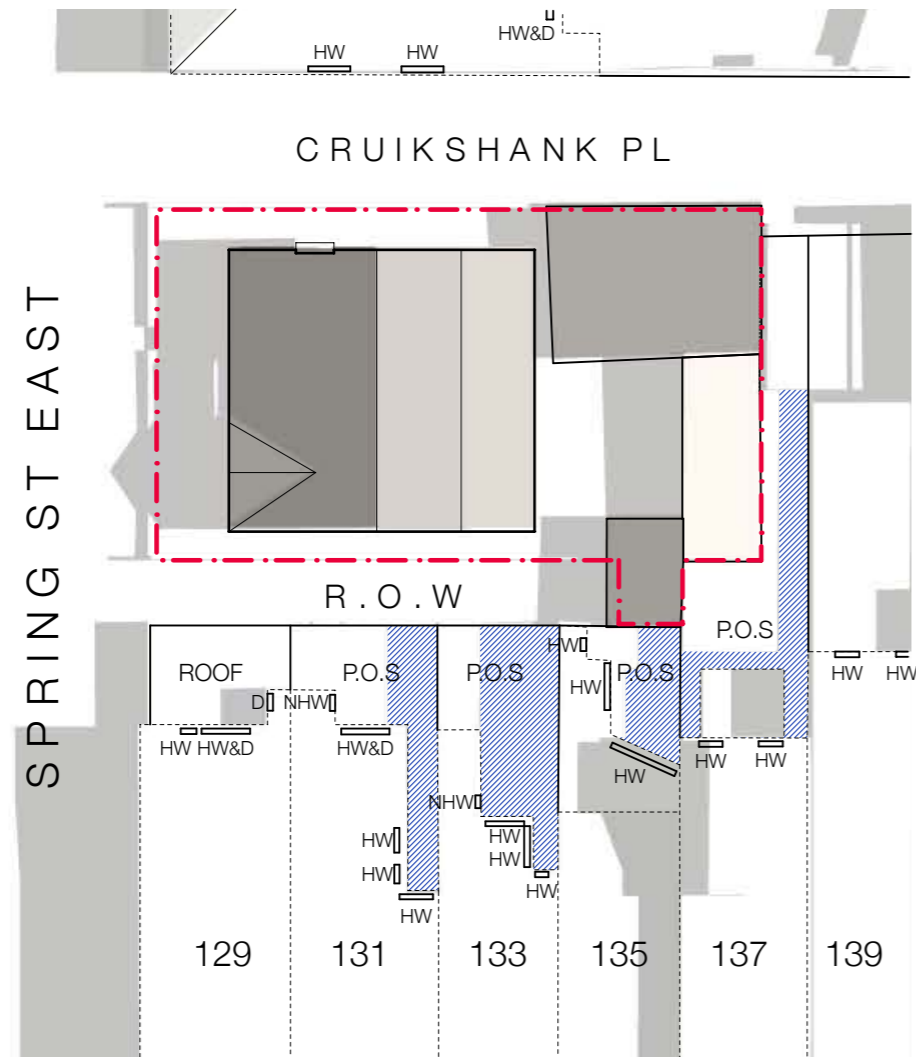 HW&D
HW HW
CRUIKSHANK PL
SPRING ST EAST
R.O.W
P.O.S
ROOF P.O.S P.O.S HW P.O.S
HW HW
HW
D NHW
HW HW&D HW&D HW HW HW
NHW
HW HW
HW HW
HW HW
129 131 133 135 137 139